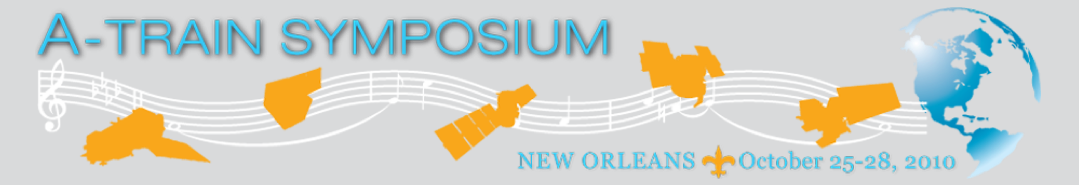 A-TRAIN SYMPOSIUM
NEW ORLEANS October 25-28, 2010